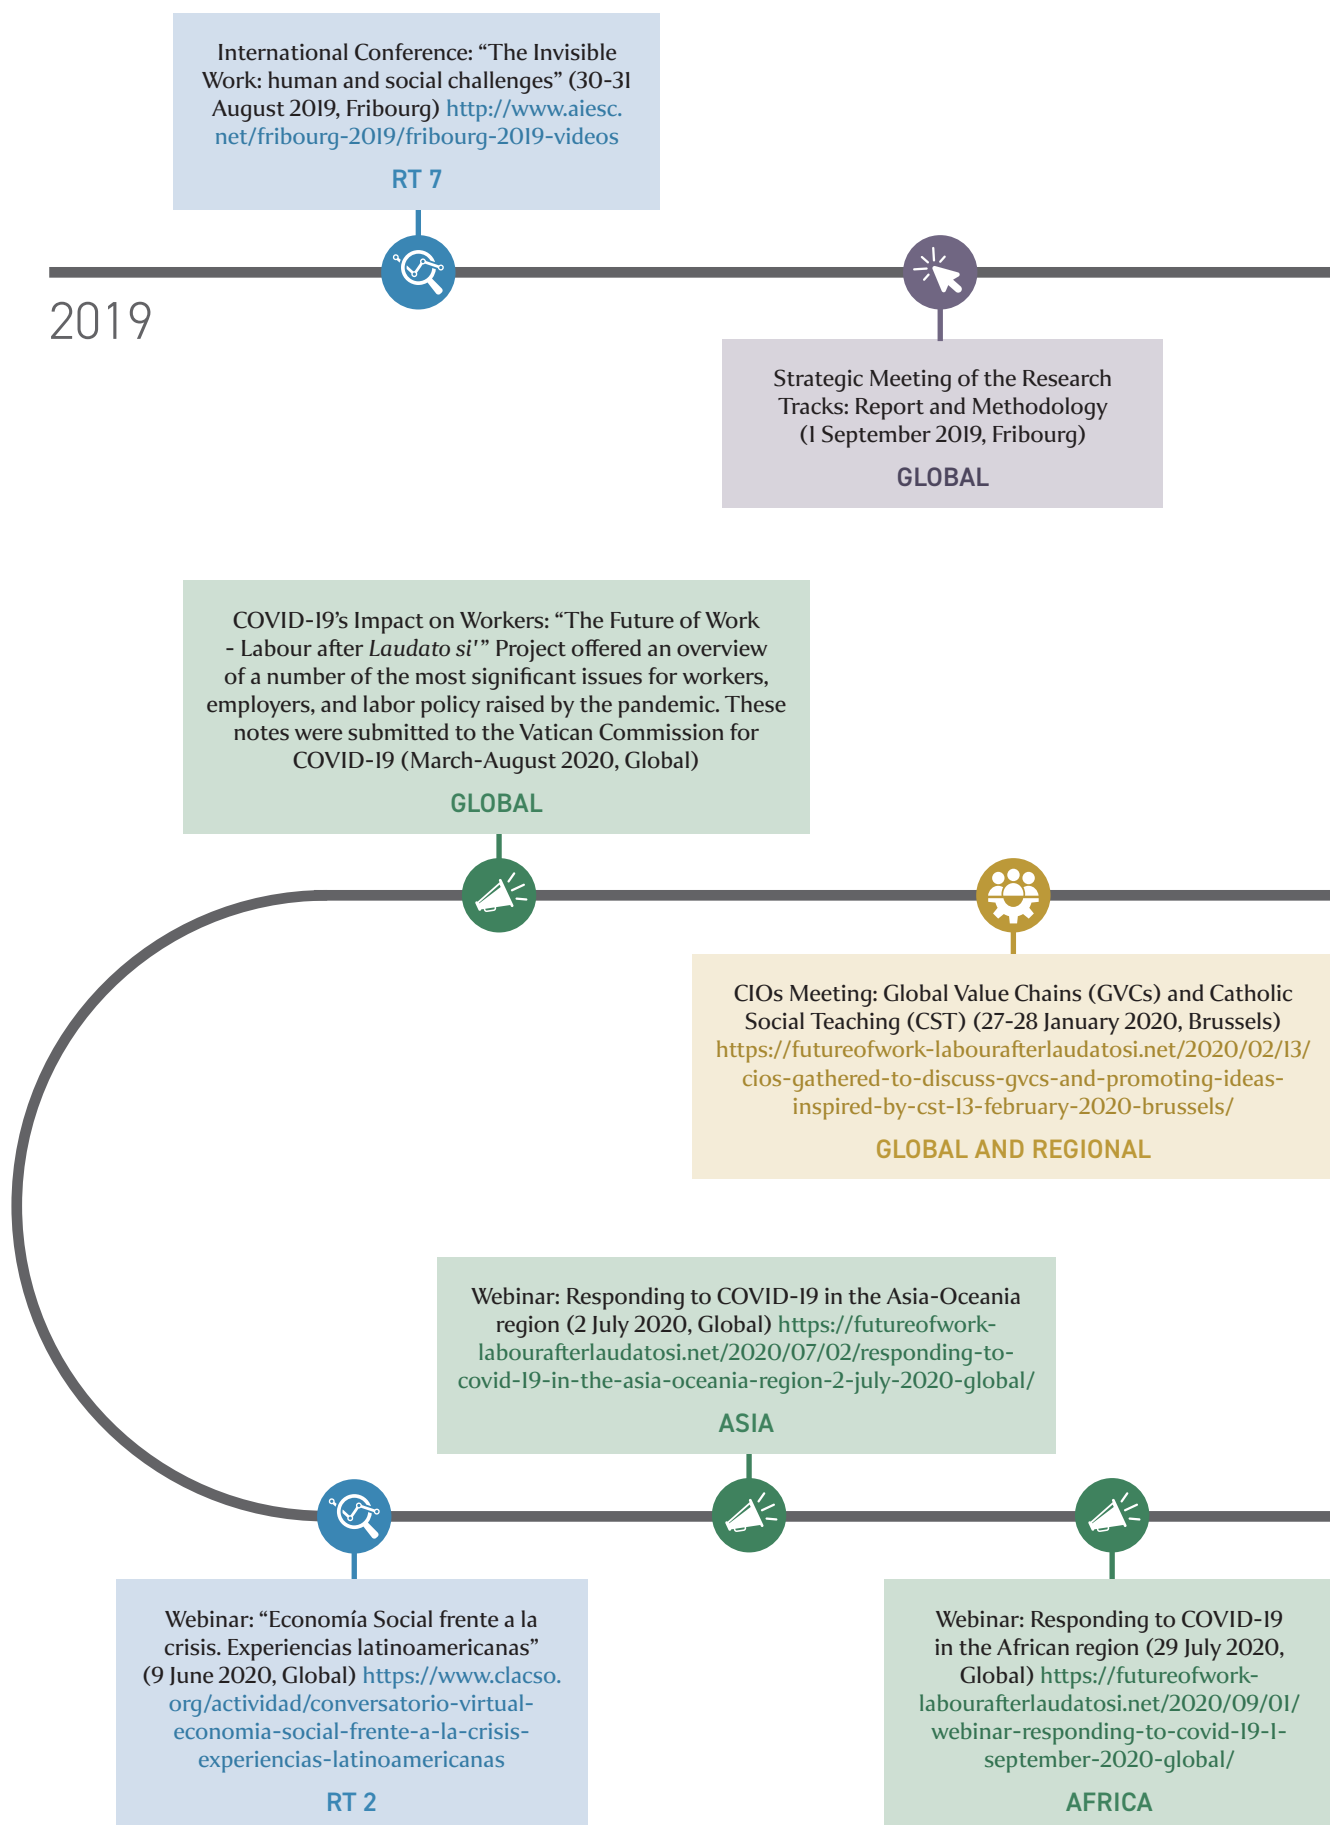 International Conference: “The Invisible
Work: human and social challenges” (30-31
August 2019, Fribourg) http://www.aiesc.
net/fribourg-2019/fribourg-2019-videos
RT 7
2019
Strategic Meeting of the Research
Tracks: Report and Methodology
(1 September 2019, Fribourg)
GLOBAL
COVID-19’s Impact on Workers: “The Future of Work
- Labour after Laudato si'” Project offered an overview
of a number of the most significant issues for workers,
employers, and labor policy raised by the pandemic. These
notes were submitted to the Vatican Commission for
COVID-19 (March-August 2020, Global)
GLOBAL
CIOs Meeting: Global Value Chains (GVCs) and Catholic
Social Teaching (CST) (27-28 January 2020, Brussels)
https://futureofwork-labourafterlaudatosi.net/2020/02/13/
cios-gathered-to-discuss-gvcs-and-promoting-ideas-
inspired-by-cst-13-february-2020-brussels/
GLOBAL AND REGIONAL
Webinar: Responding to COVID-19 in the Asia-Oceania
region (2 July 2020, Global) https://futureofwork-
labourafterlaudatosi.net/2020/07/02/responding-to-
covid-19-in-the-asia-oceania-region-2-july-2020-global/
ASIA
Webinar: “Economía Social frente a la
crisis. Experiencias latinoamericanas”
(9 June 2020, Global) https://www.clacso.
org/actividad/conversatorio-virtual-
economia-social-frente-a-la-crisis-
experiencias-latinoamericanas
RT 2
Webinar: Responding to COVID-19
in the African region (29 July 2020,
Global) https://futureofwork-
labourafterlaudatosi.net/2020/09/01/
webinar-responding-to-covid-19-1-
september-2020-global/
AFRICA